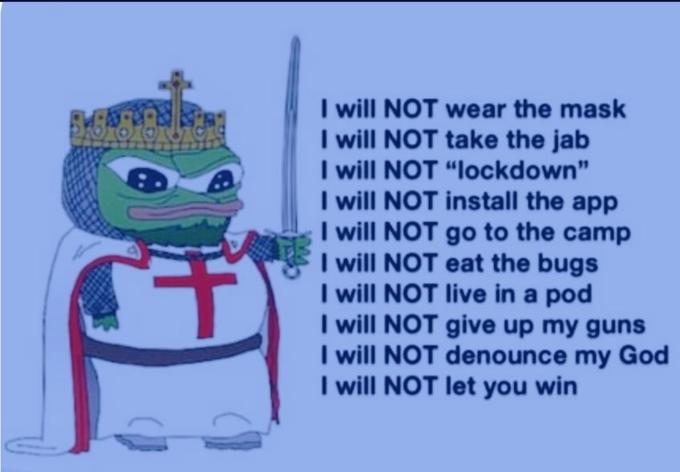 I will NOT wear the mask
I will NOT take the jab
I will NOT “lockdown”
I will NOT install the app
I will NOT go to the camp
I will NOT eat the bugs
I will NOT live in a pod
I will NOT give up my guns
I will NOT denounce my God
I will NOT let you win